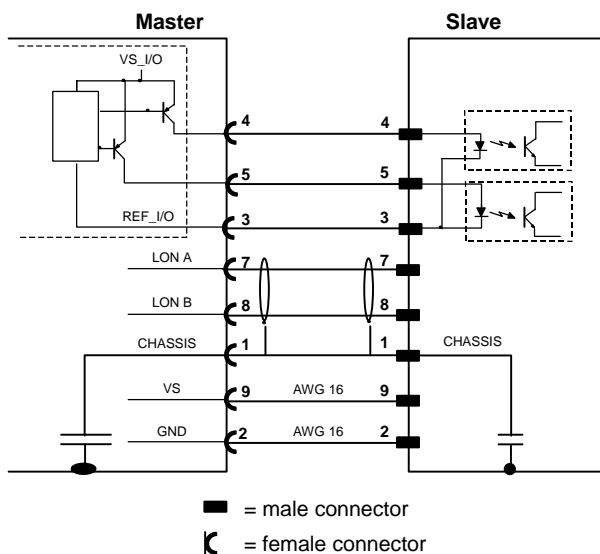 Master
Slave
VS_I/O
4
4
5
5
REF_I/O
3
3
LON A
7
7
LON B
8
8
CHASSIS
1
1
CHASSIS
VS
9
AWG 16
9
GND
2
AWG 16
2
= male connector
= female connector